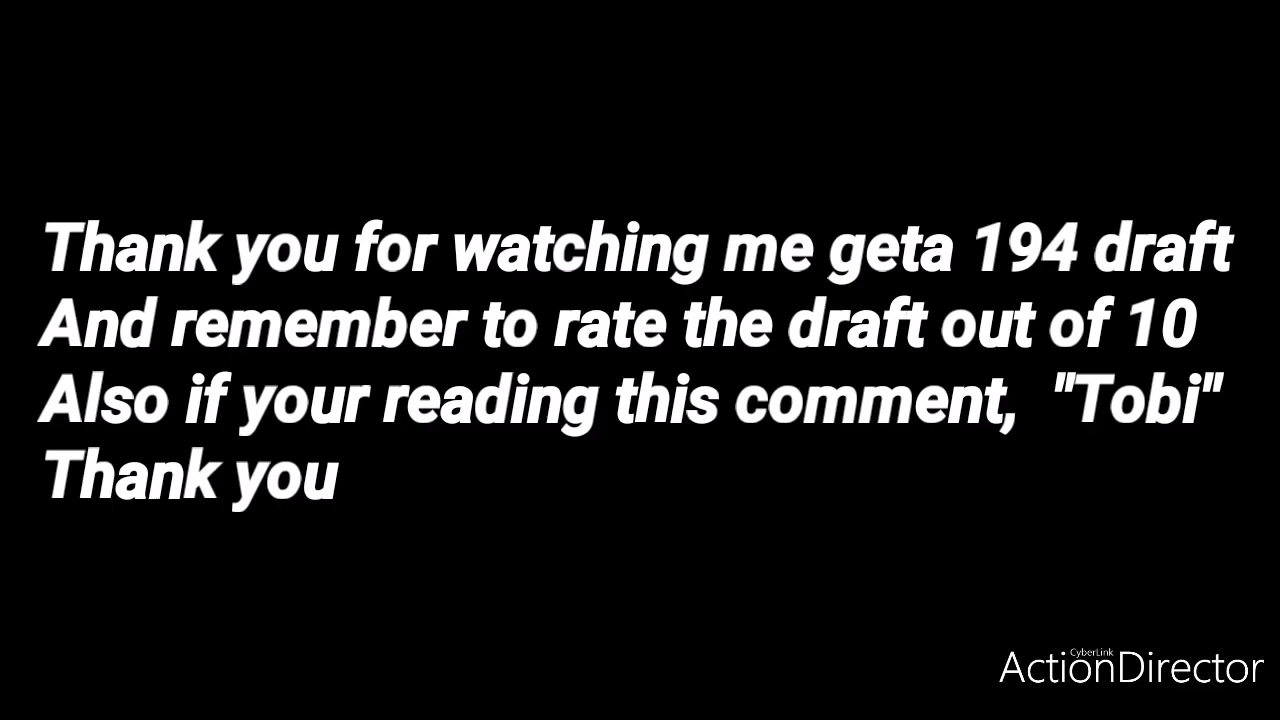 Thank you for watching me geta 194 draft
And remember to rate the draft out of 10
Also if your reading this comment,  "Tobi"
Thank you
CyberLink
ActionDirector